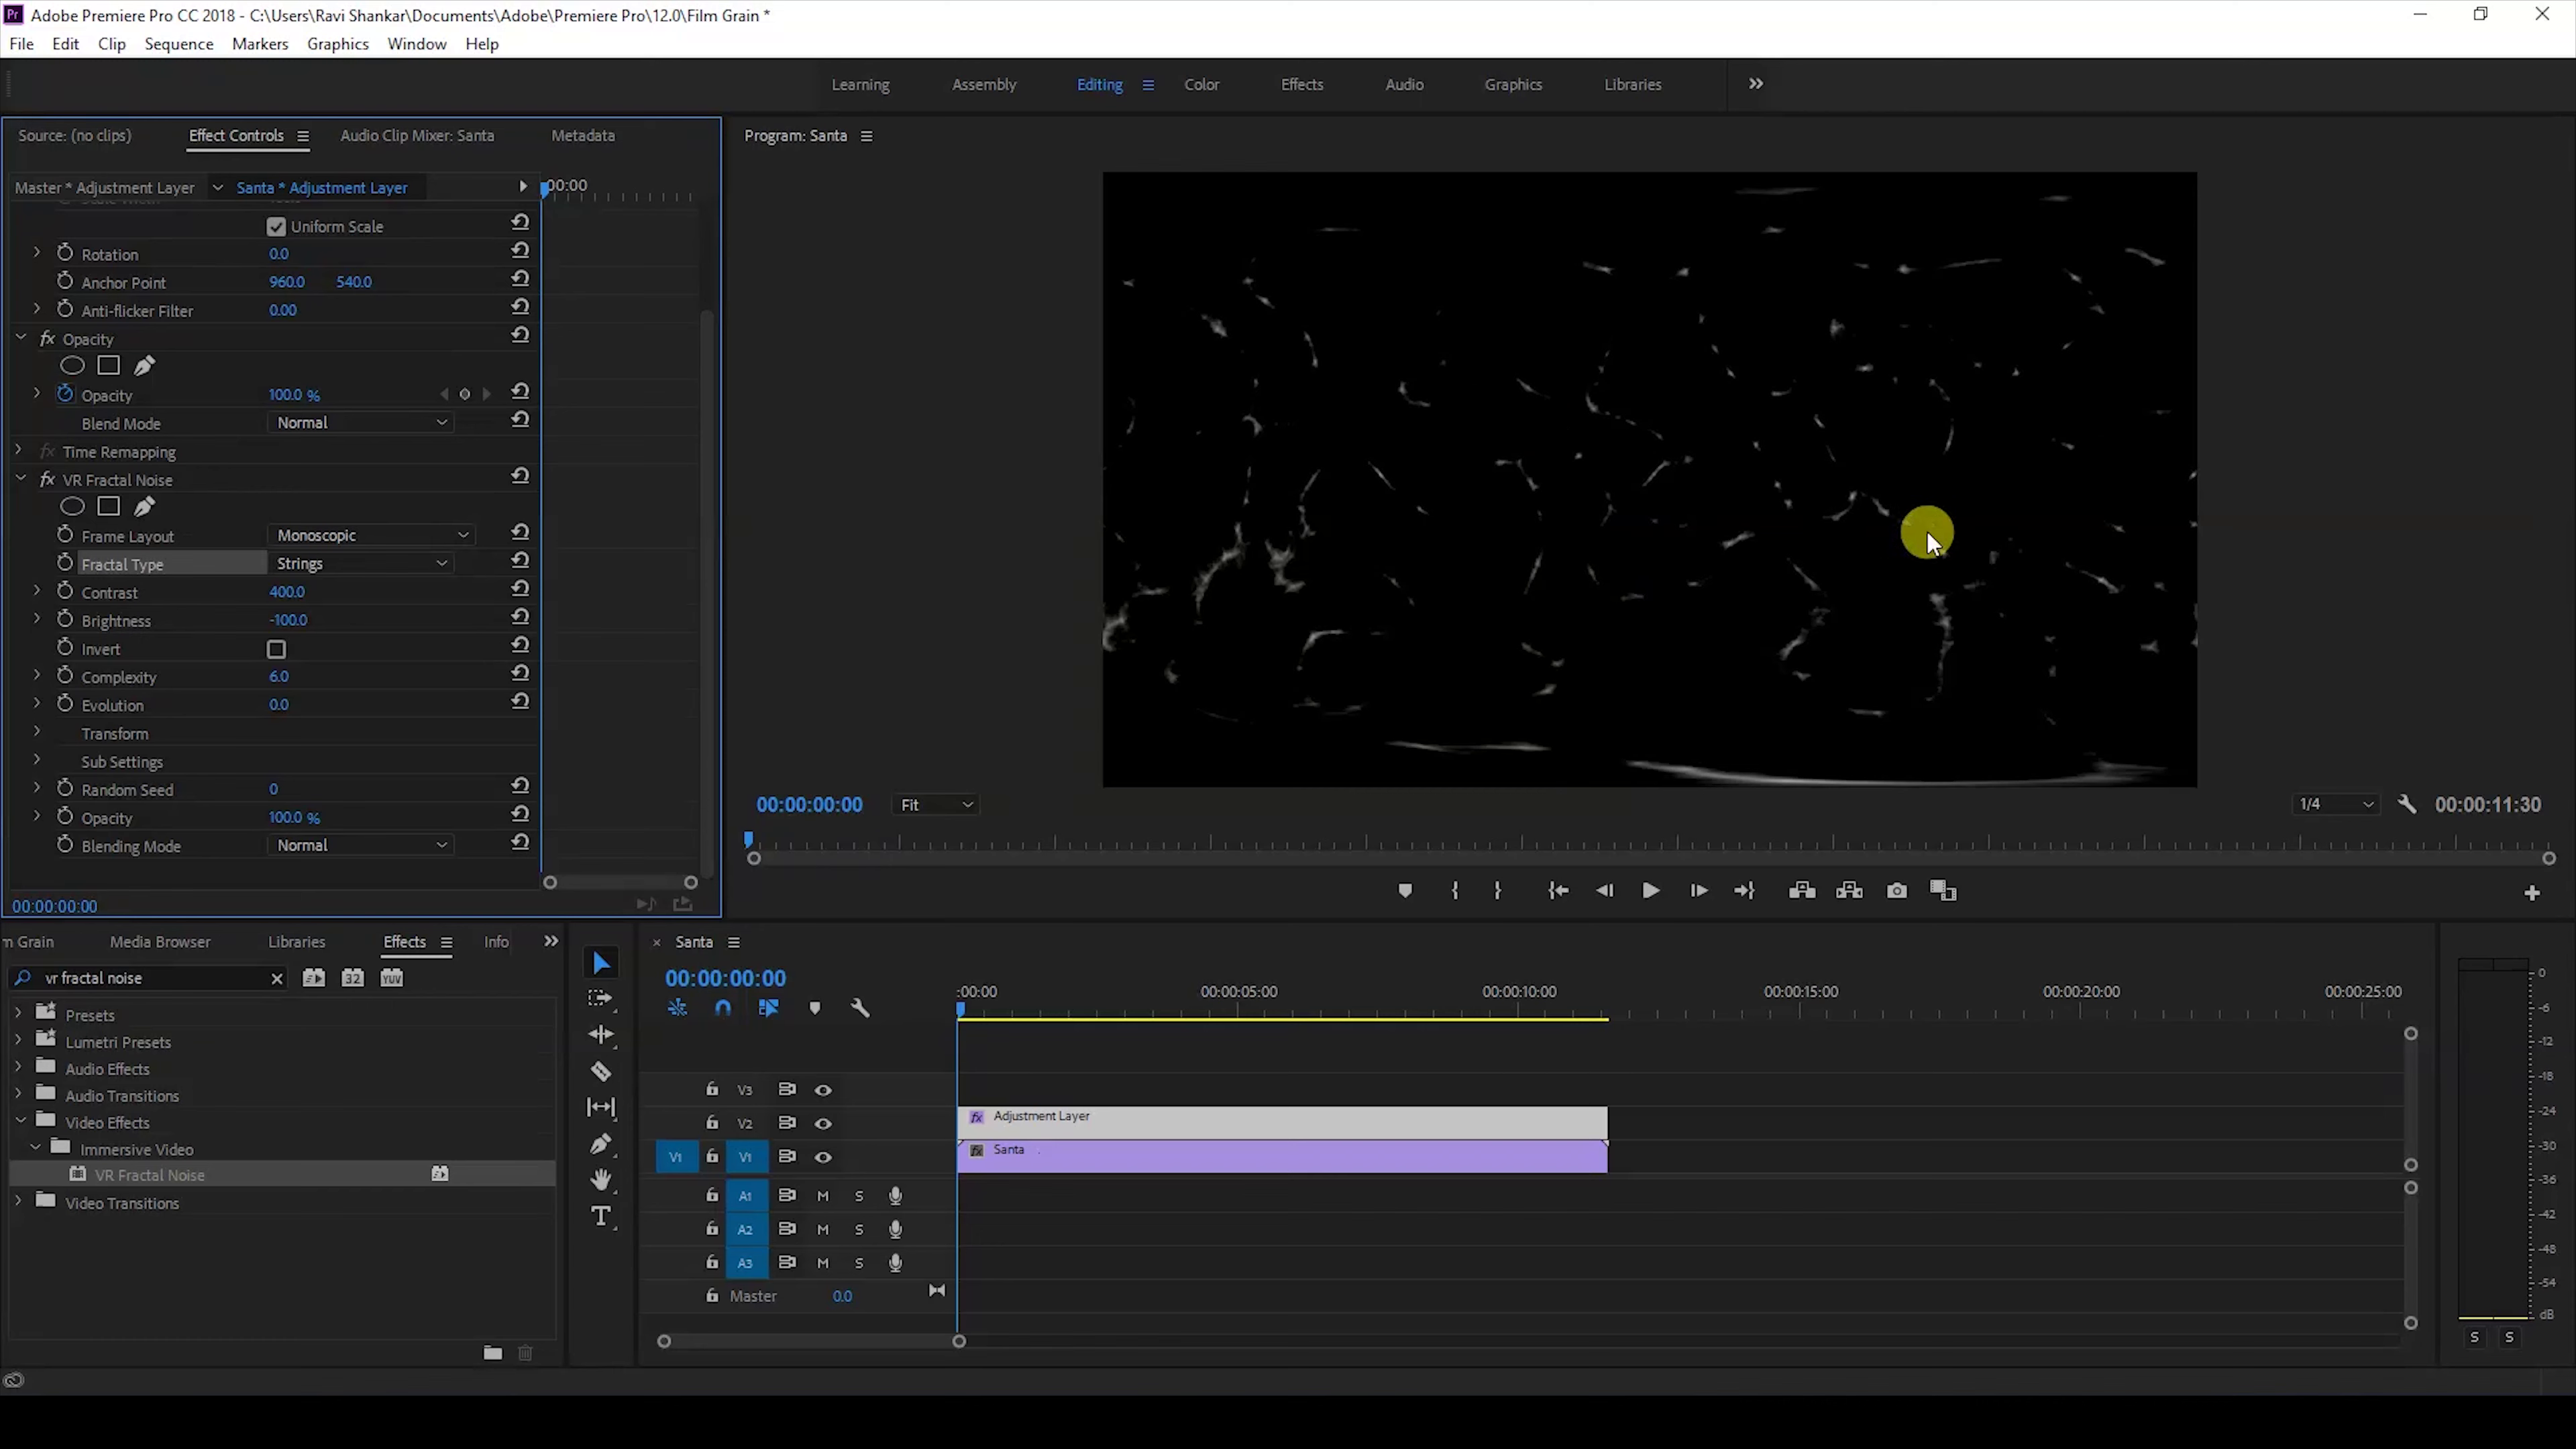 Pr Adobe Premiere Pro CC 2018 - C:\Users\Ravi Shankar\Documents\Adobe\Premiere Pro\12.0\Film Grain *
File Edit Clip Sequence Markers Graphics Window Help
Learning Assembly Editing Color Effects Audio Graphics Libraries
Source: (no clips) Effect Controls Audio Clip Mixer: Santa Metadata
Program: Santa
Master * Adjustment Layer Santa * Adjustment Layer
:00:00
Uniform Scale
Rotation 0.0
Anchor Point 960.0 540.0
Anti-flicker Filter 0.00
fx Opacity
Opacity 100.0 %
Blend Mode Normal
fx Time Remapping
fx VR Fractal Noise
Frame Layout Monoscopic
Fractal Type Strings
Contrast 400.0
Brightness -100.0
Invert
Complexity 6.0
Evolution 0.0
Transform
Sub Settings
Random Seed 0
Opacity 100.0 %
Blending Mode Normal
00:00:00:00
00:00:00:00 Fit 1/4 00:00:11:30
m Grain Media Browser Libraries Effects Info
vr fractal noise 32 YUV
Presets
Lumetri Presets
Audio Effects
Audio Transitions
Video Effects
Immersive Video
VR Fractal Noise
Video Transitions
Santa
00:00:00:00
:00:00 00:00:05:00 00:00:10:00 00:00:15:00 00:00:20:00 00:00:25:00
V3
V2 fx Adjustment Layer
V1 V1 fx Santa
A1 M S
A2 M S
A3 M S
Master 0.0
0
-6
-12
-18
-24
-30
-36
-42
-48
-54
dB
S S